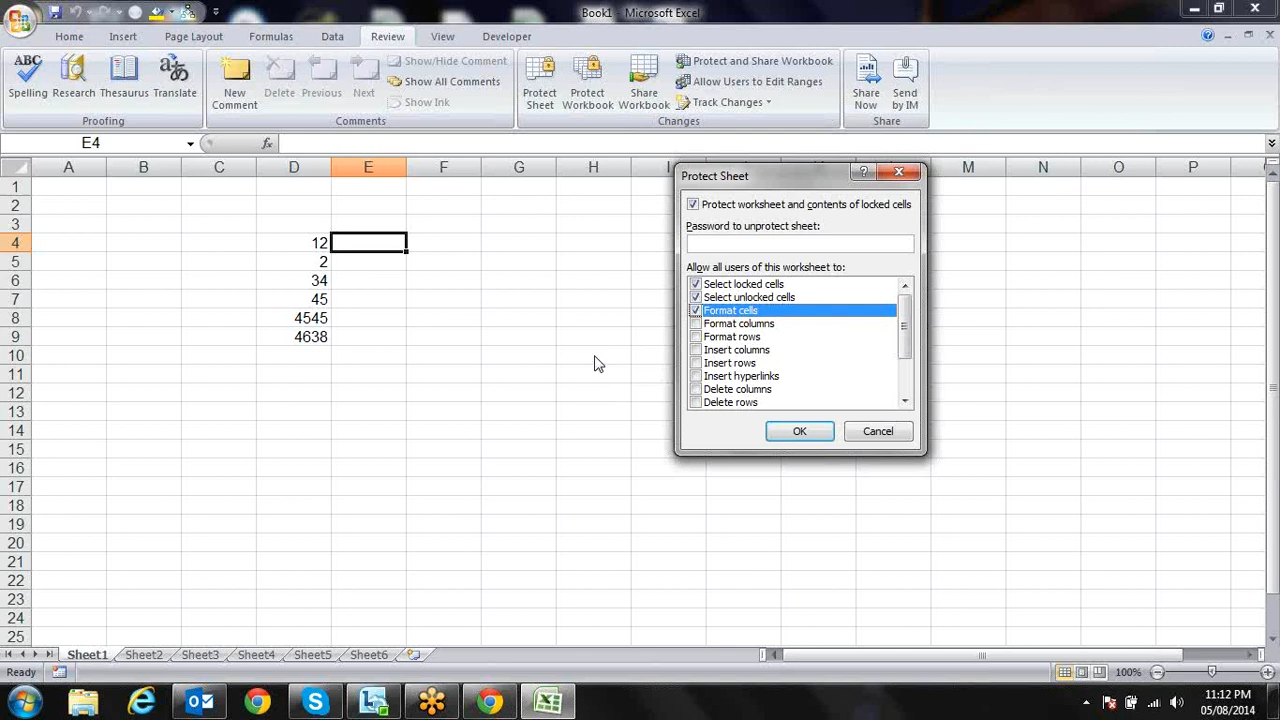 Book1 - Microsoft Excel
Home Insert Page Layout Formulas Data Review View Developer
ABC
Spelling Research Thesaurus Translate
Proofing
New Comment Delete Previous Next
Show/Hide Comment
Show All Comments
Show Ink
Comments
Protect Sheet Protect Workbook Share Workbook
Protect and Share Workbook
Allow Users to Edit Ranges
Track Changes
Changes
Share Now Send by IM
Share
E4 fx
A B C D E F G H I M N O P
1
2
3
4 12
5 2
6 34
7 45
8 4545
9 4638
10
11
12
13
14
15
16
17
18
19
20
21
22
23
24
25
Protect Sheet ?
Protect worksheet and contents of locked cells
Password to unprotect sheet:
Allow all users of this worksheet to:
Select locked cells
Select unlocked cells
Format cells
Format columns
Format rows
Insert columns
Insert rows
Insert hyperlinks
Delete columns
Delete rows
OK Cancel
Sheet1 Sheet2 Sheet3 Sheet4 Sheet5 Sheet6
Ready 100%
11:12 PM
05/08/2014